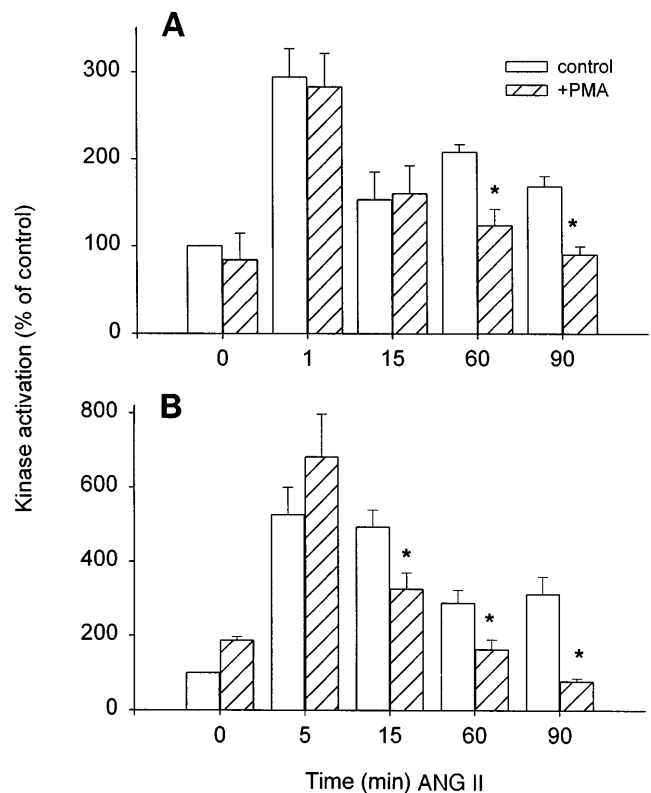 A
300
200
100
0
control
+PMA
*
*
0 1 15 60 90
Kinase activation (% of control)
B
800
600
400
200
0
*
*
*
0 5 15 60 90
Time (min) ANG II